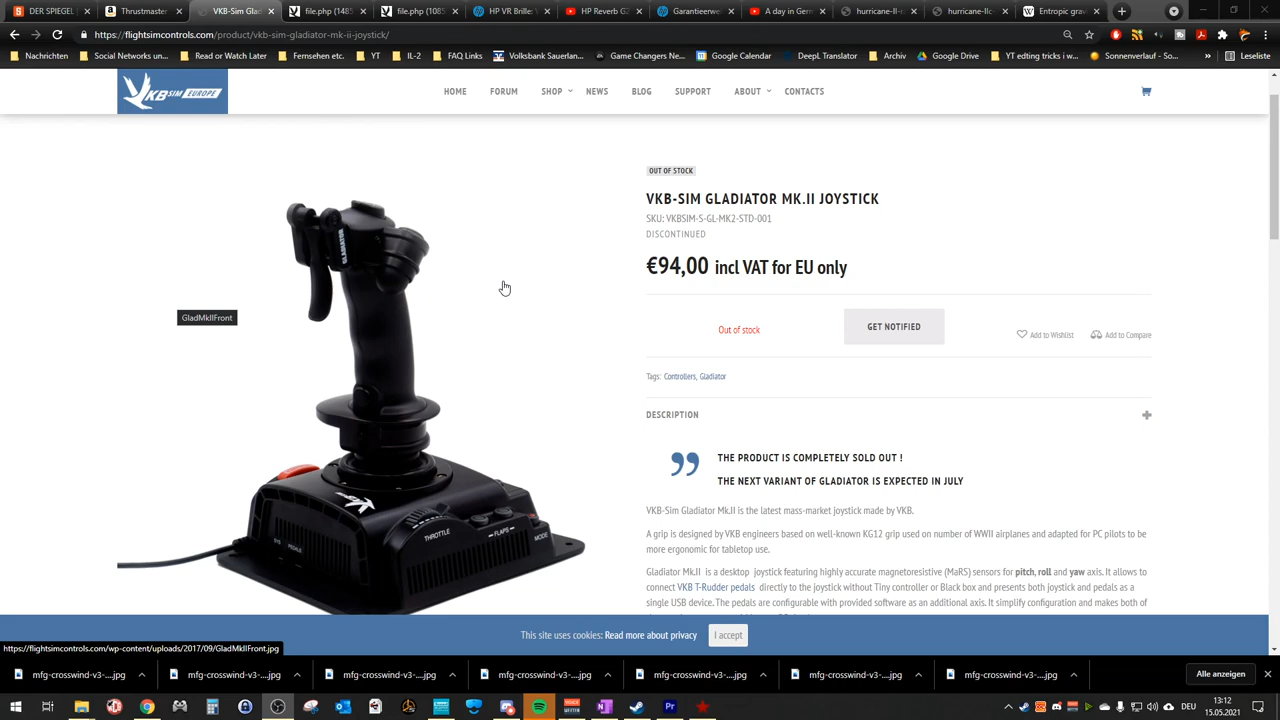 DER SPIEGEL
Thrustmaster
VKB-Sim G
file.php (1485
file.php (1085
HP VR Brille
HP Reverb
A day in G
Torrent
Entropic grav
https://flightsimcontrols.com/product/vkb-sim-gladiator-mk-ii-joystick/
Nachrichten
Social Networks un...
Read or Watch Later
Fernsehen etc.
YT
IL-2
FAQ Links
Volksbank Sauerlan...
Game Changers Ne...
Google Calendar
DeepL Translator
Archiv
Google Drive
YT edting tricks i w...
Sonnenverlauf - So...
Leseliste
VKB SIM EUROPE
HOME
FORUM
SHOP
NEWS
BLOG
SUPPORT
ABOUT
CONTACTS
OUT OF STOCK
VKB-SIM GLADIATOR MK.II JOYSTICK
SKU: VKBSIM-S-GL-MK2-STD-001
DISCONTINUED
€94,00 incl VAT for EU only
Out of stock
GET NOTIFIED
Add to Wishlist
Add to Compare
Tags: Controllers, Gladiator
DESCRIPTION
THE PRODUCT IS COMPLETELY SOLD OUT !
THE NEXT VARIANT OF GLADIATOR IS EXPECTED IN JULY
VKB-Sim Gladiator Mk.II is the latest mass-market joystick made by VKB.
A grip is designed by VKB engineers based on well-known KG12 grip used on number of WWII airplanes and adapted for PC pilots to be
more ergonomic for tabletop use.
Gladiator Mk.II is a desktop joystick featuring highly accurate magnetoresistive (MaRS) sensors for pitch, roll and yaw axis. It allows to
connect VKB T-Rudder pedals directly to the joystick without Tiny controller or Black box and presents both joystick and pedals as a
single USB device. The pedals are configurable with provided software as an additional axis. It simplify configuration and makes both of
GLADIATOR
GladMkIIFront
THROTTLE
FLAPS
MODE
SYS
PEDALS
This site uses cookies: Read more about privacy
I accept
https://flightsimcontrols.com/wp-content/uploads/2017/09/GladMkIIFront.jpg
mfg-crosswind-v3-....jpg
mfg-crosswind-v3-....jpg
mfg-crosswind-v3-....jpg
mfg-crosswind-v3-....jpg
mfg-crosswind-v3-....jpg
mfg-crosswind-v3-....jpg
mfg-crosswind-v3-....jpg
Alle anzeigen
DEU
13:12
15.05.2021